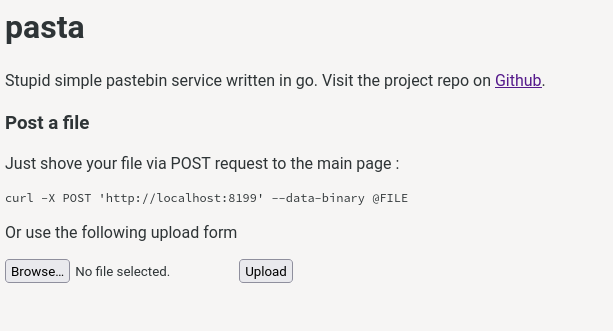 pasta
Stupid simple pastebin service written in go. Visit the project repo on Github.
Post a file
Just shove your file via POST request to the main page :
curl -X POST 'http://localhost:8199' --data-binary @FILE
Or use the following upload form
Browse... No file selected. Upload